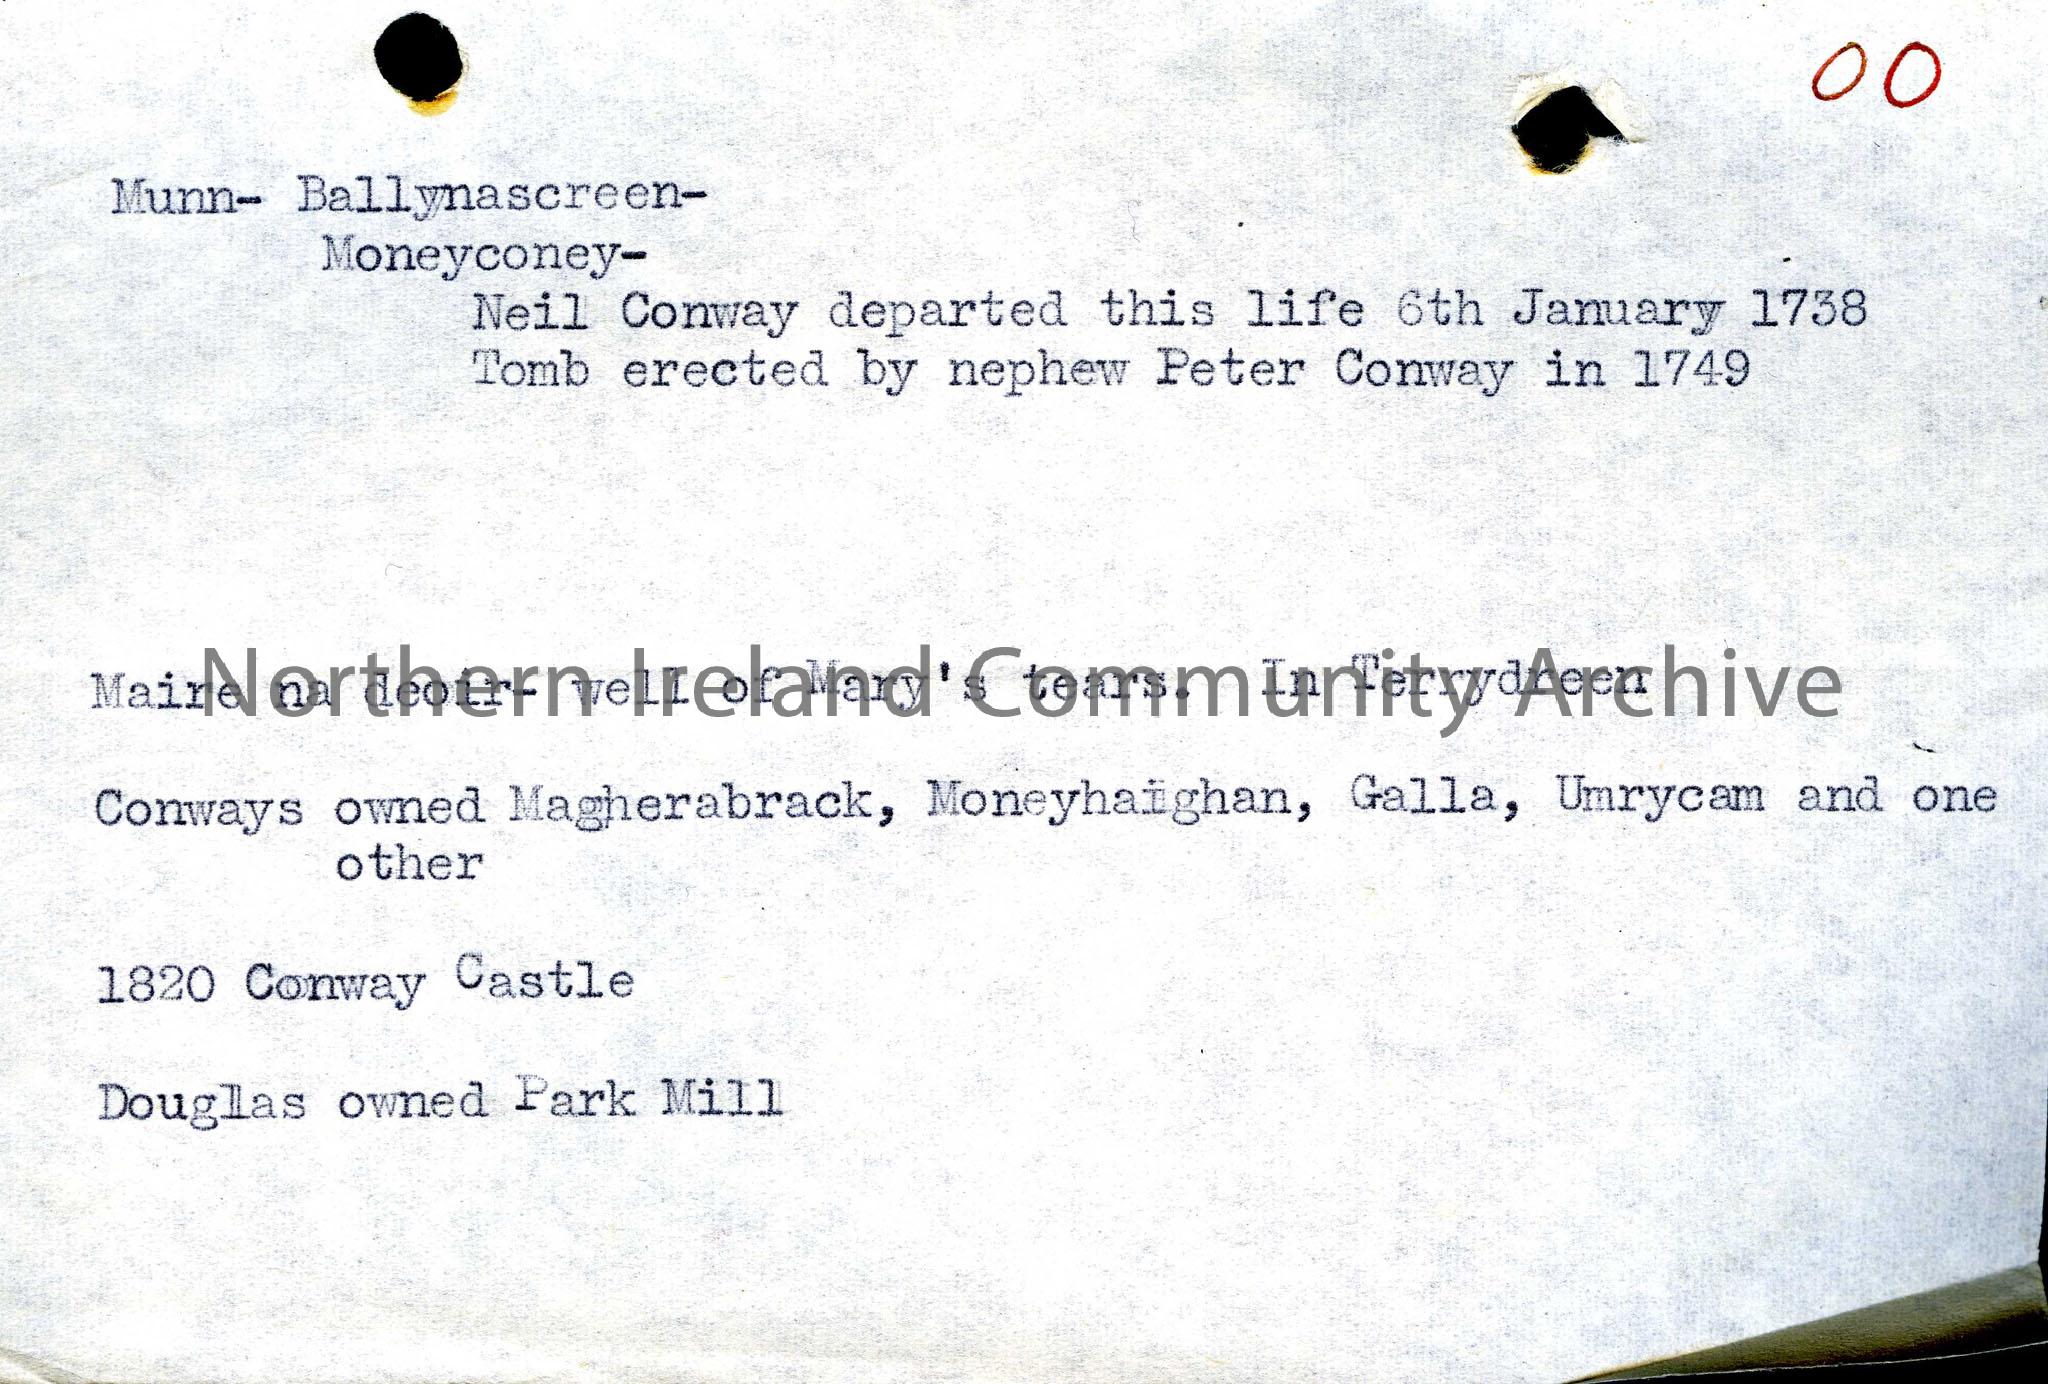 OO
Munn- Ballynascreen-
Moneyconey-
Neil Conway departed this life 6th January 1738
Tomb erected by nephew Peter Conway in 1749
Maire na deoir- well of Mary's tears. In Terrydreen
Northern Ireland Community Archive
Conways owned Magherabrack, Moneyhaighan, Galla, Umrycam and one
other
1820 Conway Castle
Douglas owned Park Mill